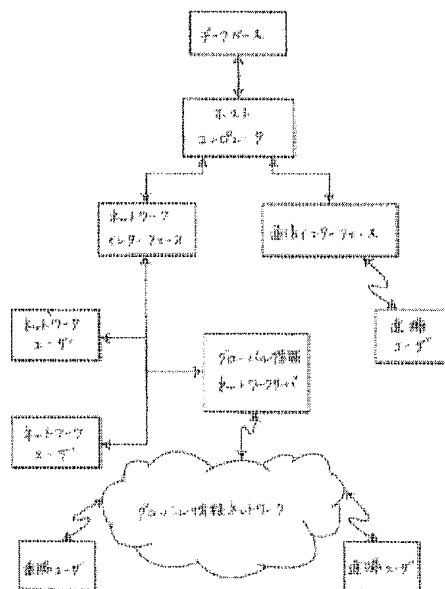 データベース
ホスト
コンピュータ
ネットワーク
インターフェース
通信インターフェース
ネットワーク
ユーザ
遠隔
ユーザ
グローバル情報
ネットワークサーバ
ネットワーク
ユーザ
グローバル情報ネットワーク
遠隔ユーザ
遠隔ユーザ